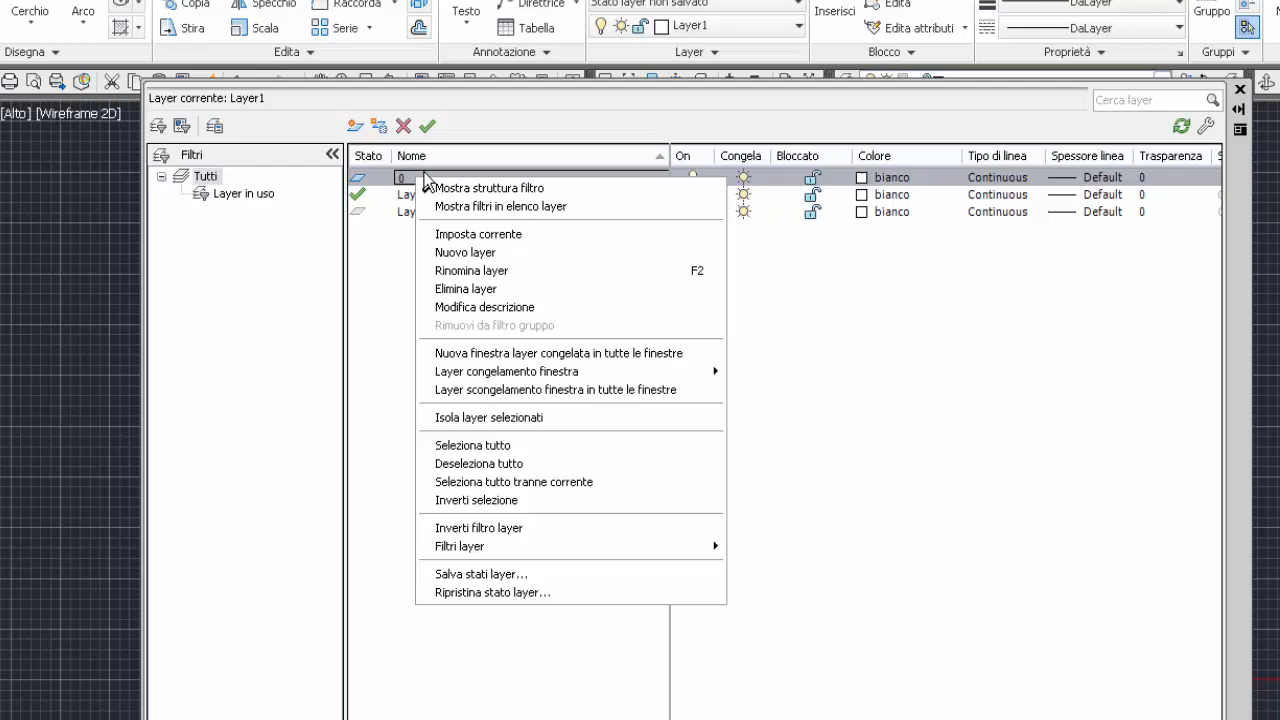 Cerchio
Arco
Copia
Specchio
Raccorda
Testo
Direttrice
Stato layer non salvato
Inserisci
Edita
DaLayer
Gruppo
Stira
Scala
Serie
Tabella
Layer1
Edita attributi
DaLayer
Disegna
Edita
Annotazione
Layer
Blocco
Proprietà
Gruppi
[Alto] [Wireframe 2D]
Layer corrente: Layer1
Cerca layer
Filtri
Tutti
Layer in uso
Stato Nome On Congela Bloccato Colore Tipo di linea Spessore linea Trasparenza S
0 bianco Continuous Default 0
Lay bianco Continuous Default 0
Lay bianco Continuous Default 0
Mostra struttura filtro
Mostra filtri in elenco layer
Imposta corrente
Nuovo layer
Rinomina layer F2
Elimina layer
Modifica descrizione
Rimuovi da filtro gruppo
Nuova finestra layer congelata in tutte le finestre
Layer congelamento finestra
Layer scongelamento finestra in tutte le finestre
Isola layer selezionati
Seleziona tutto
Deseleziona tutto
Seleziona tutto tranne corrente
Inverti selezione
Inverti filtro layer
Filtri layer
Salva stati layer...
Ripristina stato layer...